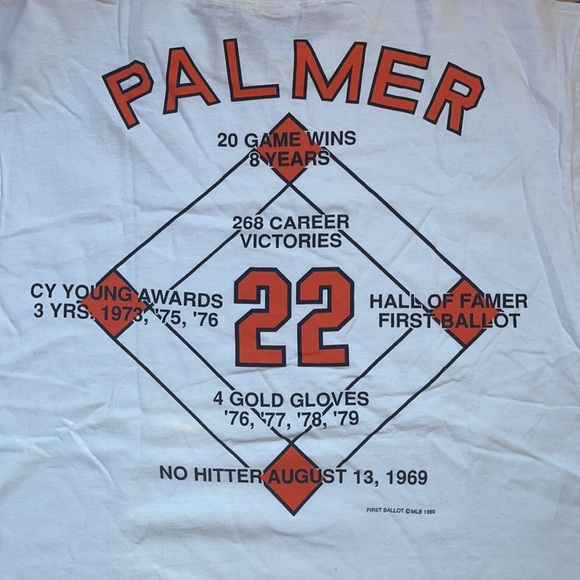 PALMER
20 GAME WINS
8 YEARS
268 CAREER
VICTORIES
CY YOUNG AWARDS
3 YRS. 1973, '75, '76
22
HALL OF FAMER
FIRST BALLOT
4 GOLD GLOVES
'76, '77, '78, '79
NO HITTER AUGUST 13, 1969
FIRST BALLOT ©MLB 1990